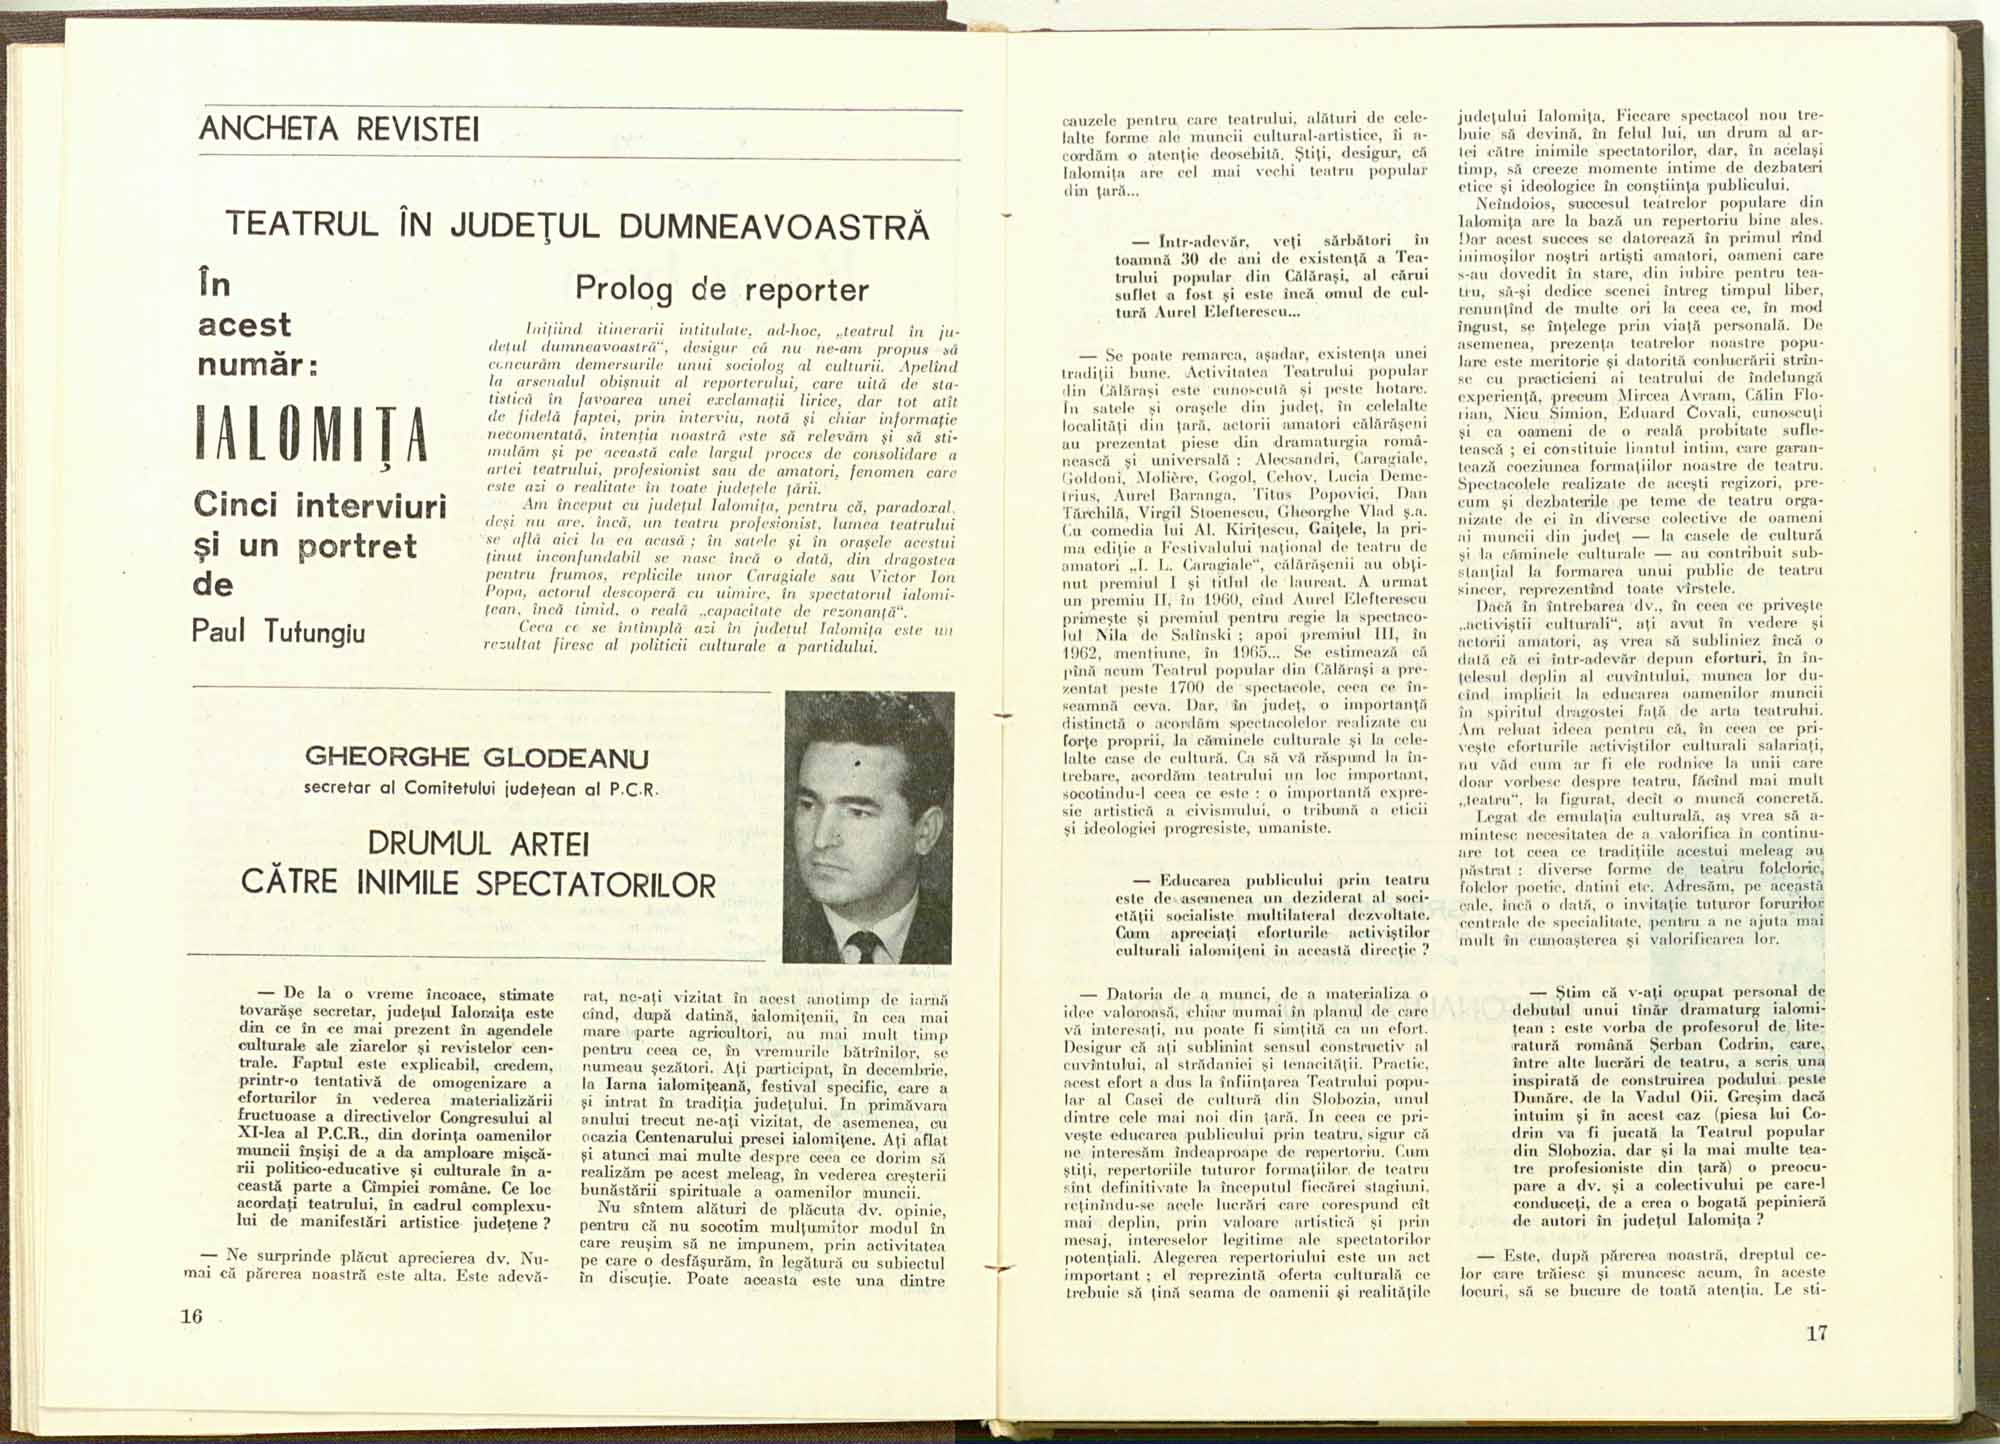 ANCHETA REVISTEI
TEATRUL ÎN JUDEŢUL DUMNEAVOASTRĂ
În
acest
număr:
IALOMIŢA
Cinci interviuri
şi un portret
de
Paul Tutungiu
Prolog de reporter
Iniţiind itinerarii intitulate, ad-hoc, „teatrul în ju-
deţul dumneavoastră“, desigur că nu ne-am propus să
concurăm demersurile unui sociolog al culturii. Apelînd
la arsenalul obişnuit al reporterului, care uită de sta-
tistică în favoarea unei exclamaţii lirice, dar tot atît
de fidelă faptei, prin interviu, notă şi chiar informaţie
necomentată, intenţia noastră este să relevăm şi să sti-
mulăm şi pe această cale largul proces de consolidare a
artei teatrului, profesionist sau de amatori, fenomen care
este azi o realitate în toate judeţele ţării.
Am început cu judeţul Ialomiţa, pentru că, paradoxal,
deşi nu are, încă, un teatru profesionist, lumea teatrului
se află aici la ea acasă ; în satele şi în oraşele acestui
ţinut inconfundabil se nasc încă o dată, din dragostea
pentru frumos, replicile unor Caragiale sau Victor Ion
Popa, actorul descoperă cu uimire, în spectatorul ialomi-
ţean, încă timid, o reală „capacitate de rezonanţă“.
Ceea ce se întîmplă azi în judeţul Ialomiţa este un
rezultat firesc al politicii culturale a partidului.
GHEORGHE GLODEANU
secretar al Comitetului judeţean al P.C.R.
DRUMUL ARTEI
CĂTRE INIMILE SPECTATORILOR
— De la o vreme încoace, stimate
tovarăşe secretar, judeţul Ialomiţa este
din ce în ce mai prezent în agendele
culturale ale ziarelor şi revistelor cen-
trale. Faptul este explicabil, credem,
printr-o tentativă de omogenizare a
eforturilor în vederea materializării
fructuoase a directivelor Congresului al
XI-lea al P.C.R., din dorinţa oamenilor
muncii înşişi de a da amploare mişcă-
rii politico-educative şi culturale în a-
ceastă parte a Cîmpiei române. Ce loc
acordaţi teatrului, în cadrul complexu-
lui de manifestări artistice judeţene ?
— Ne surprinde plăcut aprecierea dv. Nu-
mai că părerea noastră este alta. Este adevă-
rat, ne-aţi vizitat în acest anotimp de iarnă
cînd, după datină, ialomiţenii, în cea mai
mare parte agricultori, au mai mult timp
pentru ceea ce, în vremurile bătrînilor, se
numeau şezători. Aţi participat, în decembrie,
la Iarna ialomiţeană, festival specific, care a
şi intrat în tradiţia judeţului. In primăvara
anului trecut ne-aţi vizitat, de asemenea, cu
ocazia Centenarului presei ialomiţene. Aţi aflat
şi atunci mai multe despre ceea ce dorim să
realizăm pe acest meleag, în vederea creşterii
bunăstării spirituale a oamenilor muncii.
Nu sîntem alături de plăcuta dv. opinie,
pentru că nu socotim mulţumitor modul în
care reuşim să ne impunem, prin activitatea
pe care o desfăşurăm, în legătură cu subiectul
în discuţie. Poate aceasta este una dintre
16
cauzele pentru care teatrului, alături de cele-
lalte forme ale muncii cultural-artistice, îi a-
cordăm o atenţie deosebită. Ştiţi, desigur, că
Ialomiţa are cel mai vechi teatru popular
din ţară...
— Intr-adevăr, veţi sărbători în
toamnă 30 de ani de existenţă a Tea-
trului popular din Călăraşi, al cărui
suflet a fost şi este încă omul de cul-
tură Aurel Elefterescu...
— Se poate remarca, aşadar, existenţa unei
tradiţii bune. Activitatea Teatrului popular
din Călăraşi este cunoscută şi peste hotare.
In satele şi oraşele din judeţ, în celelalte
localităţi din ţară, actorii amatori călărăşeni
au prezentat piese din dramaturgia româ-
nească şi universală : Alecsandri, Caragiale,
Goldoni, Molière, Gogol, Cehov, Lucia Deme-
trius, Aurel Baranga, Titus Popovici, Dan
Tărchilă, Virgil Stoenescu, Gheorghe Vlad ş.a.
Cu comedia lui Al. Kiriţescu, Gaiţele, la pri-
ma ediţie a Festivalului naţional de teatru de
amatori „I. L. Caragiale“, călărăşenii au obţi-
nut premiul I şi titlul de laureat. A urmat
un premiu II, în 1960, cînd Aurel Elefterescu
primeşte şi premiul pentru regie la spectaco-
lul Nila de Salînski ; apoi premiul III, în
1962, menţiune, în 1965... Se estimează că
pînă acum Teatrul popular din Călăraşi a pre-
zentat peste 1700 de spectacole, ceea ce în-
seamnă ceva. Dar, în judeţ, o importanţă
distinctă o acordăm spectacolelor realizate cu
forţe proprii, la căminele culturale şi la cele-
lalte case de cultură. Ca să vă răspund la în-
trebare, acordăm teatrului un loc important,
socotindu-l ceea ce este : o importantă expre-
sie artistică a civismului, o tribună a eticii
şi ideologiei progresiste, umaniste.
— Educarea publicului prin teatru
este de asemenea un deziderat al soci-
etăţii socialiste multilateral dezvoltate.
Cum apreciaţi eforturile activiştilor
culturali ialomiţeni în această direcţie ?
— Datoria de a munci, de a materializa o
idee valoroasă, chiar numai în planul de care
vă interesaţi, nu poate fi simţită ca un efort.
Desigur că aţi subliniat sensul constructiv al
cuvîntului, al strădaniei şi tenacităţii. Practic,
acest efort a dus la înfiinţarea Teatrului popu-
lar al Casei de cultură din Slobozia, unul
dintre cele mai noi din ţară. In ceea ce pri-
veşte educarea publicului prin teatru, sigur că
ne interesăm îndeaproape de repertoriu. Cum
ştiţi, repertoriile tuturor formaţiilor de teatru
sînt definitivate la începutul fiecărei stagiuni,
reţinîndu-se acele lucrări care corespund cît
mai deplin, prin valoare artistică şi prin
mesaj, intereselor legitime ale spectatorilor
potenţiali. Alegerea repertoriului este un act
important ; el reprezintă oferta culturală ce
trebuie să ţină seama de oamenii şi realităţile
judeţului Ialomiţa. Fiecare spectacol nou tre-
buie să devină, în felul lui, un drum al ar-
tei către inimile spectatorilor, dar, în acelaşi
timp, să creeze momente intime de dezbateri
etice şi ideologice în conştiinţa publicului.
Neîndoios, succesul teatrelor populare din
Ialomiţa are la bază un repertoriu bine ales.
Dar acest succes se datorează în primul rînd
inimoşilor noştri artişti amatori, oameni care
s-au dovedit în stare, din iubire pentru tea-
tru, să-şi dedice scenei întreg timpul liber,
renunţînd de multe ori la ceea ce, în mod
îngust, se înţelege prin viaţă personală. De
asemenea, prezenţa teatrelor noastre popu-
lare este meritorie şi datorită conlucrării strîn-
se cu practicieni ai teatrului de îndelungă
experienţă, precum Mircea Avram, Călin Flo-
rian, Nicu Simion, Eduard Covali, cunoscuţi
şi ca oameni de o reală probitate sufle-
tească ; ei constituie liantul intim, care garan-
tează coeziunea formaţiilor noastre de teatru.
Spectacolele realizate de aceşti regizori, pre-
cum şi dezbaterile pe teme de teatru orga-
nizate de ei în diverse colective de oameni
ai muncii din judeţ — la casele de cultură
şi la căminele culturale — au contribuit sub-
stanţial la formarea unui public de teatru
sincer, reprezentînd toate vîrstele.
Dacă în întrebarea dv., în ceea ce priveşte
„activiştii culturali“, aţi avut în vedere şi
actorii amatori, aş vrea să subliniez încă o
dată că ei într-adevăr depun eforturi, în în-
ţelesul deplin al cuvîntului, munca lor du-
cînd implicit la educarea oamenilor muncii
în spiritul dragostei faţă de arta teatrului.
Am reluat ideea pentru că, în ceea ce pri-
veşte eforturile activiştilor culturali salariaţi,
nu văd cum ar fi ele rodnice la unii care
doar vorbesc despre teatru, făcînd mai mult
„teatru“, la figurat, decît o muncă concretă.
Legat de emulaţia culturală, aş vrea să a-
mintesc necesitatea de a valorifica în continu-
are tot ceea ce tradiţiile acestui meleag au
păstrat : diverse forme de teatru folcloric,
folclor poetic, datini etc. Adresăm, pe această
cale, încă o dată, o invitaţie tuturor forurilor
centrale de specialitate, pentru a ne ajuta mai
mult în cunoaşterea şi valorificarea lor.
— Ştim că v-aţi ocupat personal de
debutul unui tînăr dramaturg ialomi-
ţean : este vorba de profesorul de lite-
ratură română Şerban Codrin, care,
între alte lucrări de teatru, a scris una
inspirată de construirea podului peste
Dunăre, de la Vadul Oii. Greşim dacă
intuim şi în acest caz (piesa lui Co-
drin va fi jucată la Teatrul popular
din Slobozia, dar şi la mai multe tea-
tre profesioniste din ţară) o preocu-
pare a dv. şi a colectivului pe care-l
conduceţi, de a crea o bogată pepinieră
de autori în judeţul Ialomiţa ?
— Este, după părerea noastră, dreptul ce-
lor care trăiesc şi muncesc acum, în aceste
locuri, să se bucure de toată atenţia. Le sti-
17